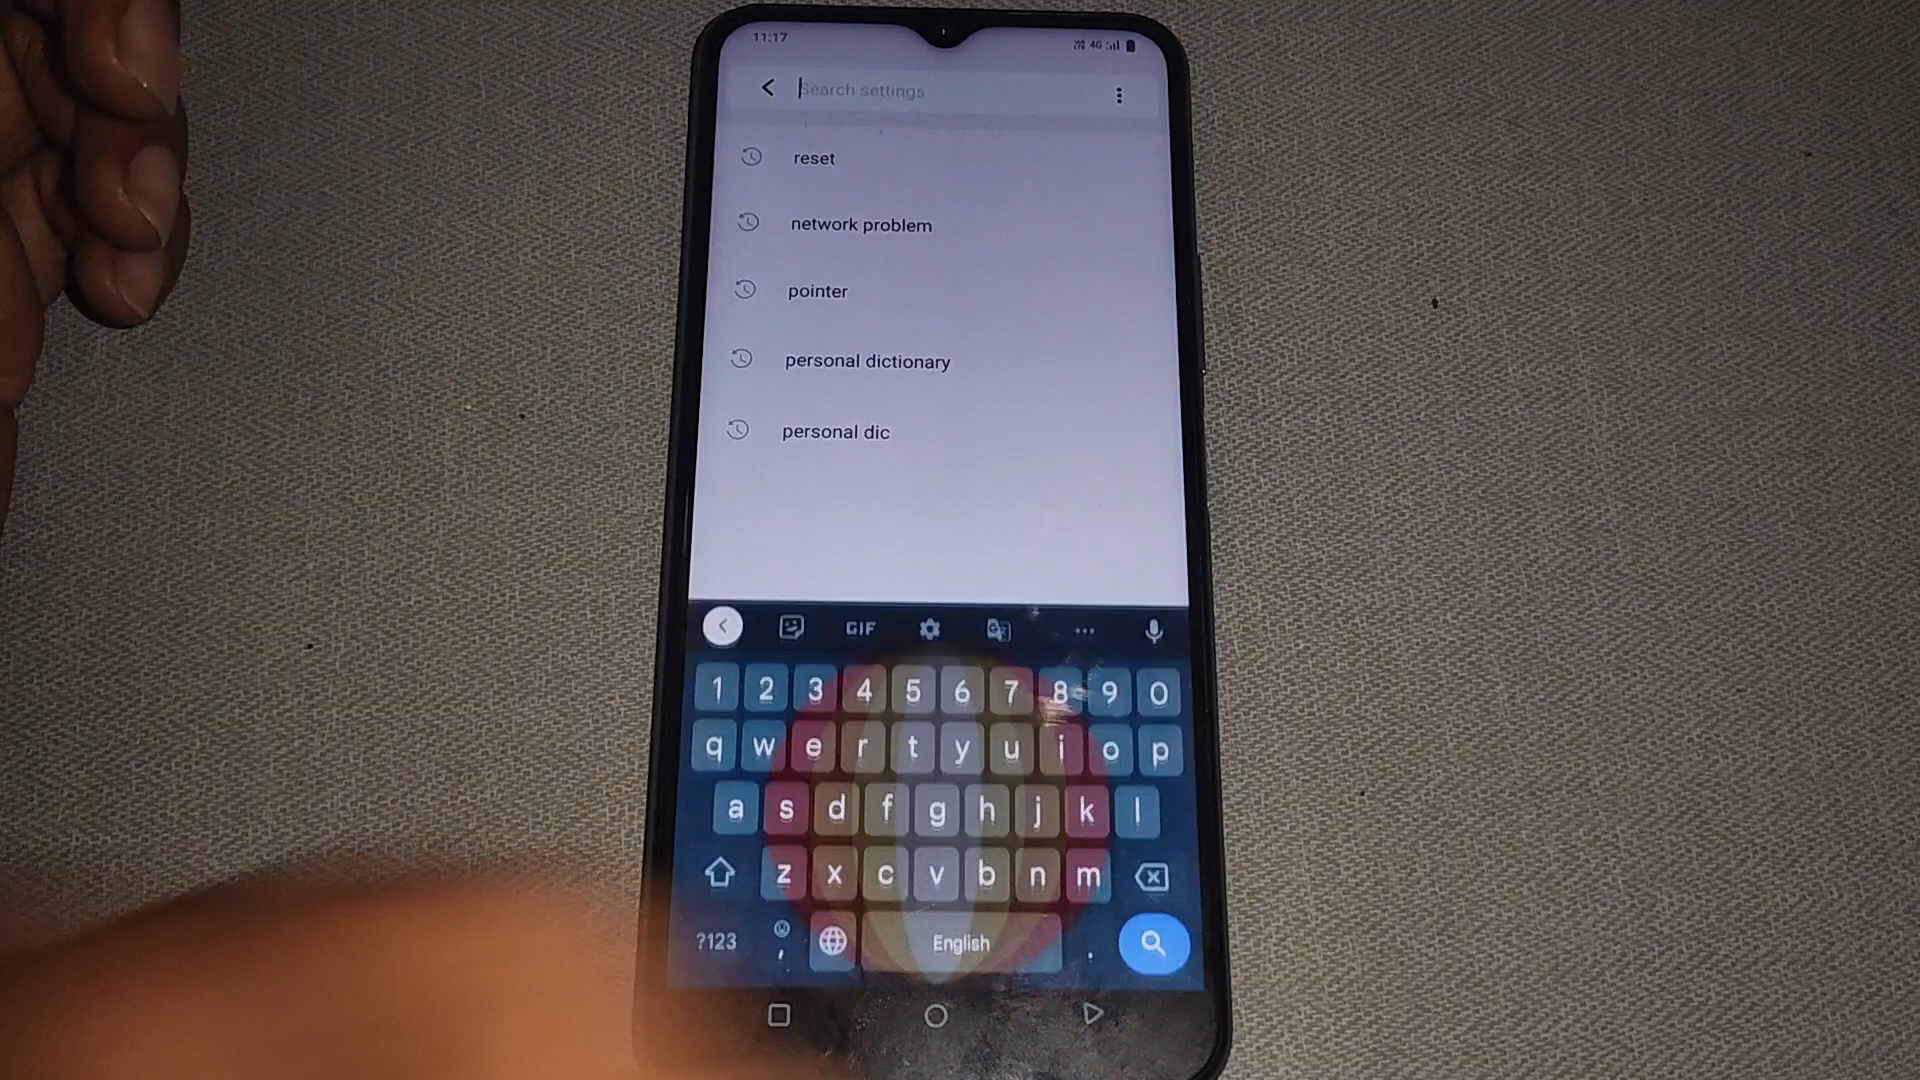 11:17
4G
Search settings
reset
network problem
pointer
personal dictionary
personal dic
GIF
1 2 3 4 5 6 7 8 9 0
q w e r t y u i o p
a s d f g h j k l
z x c v b n m
?123 , English .